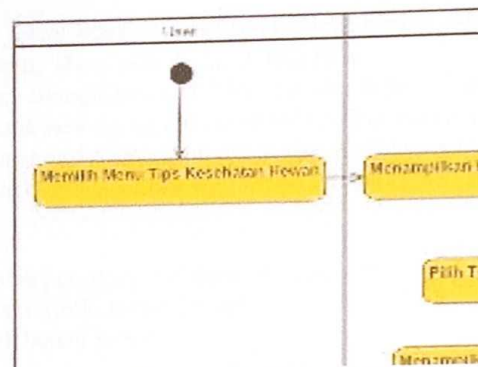 User
Memilih Menu Tips Kesehatan Hewan
Menampilkan
Pilih
Menampilk